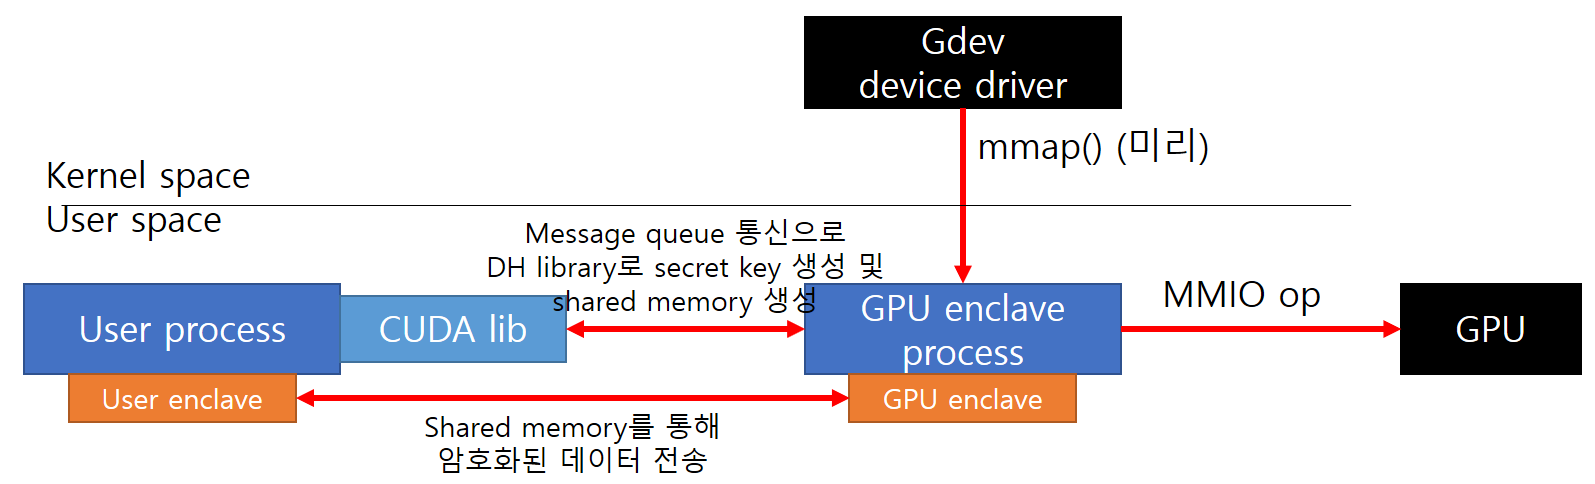 Gdev
device driver
mmap() (미리)
Kernel space
User space
Message queue 통신으로
DH library로 secret key 생성 및
shared memory 생성
User process
CUDA lib
GPU enclave
process
MMIO op
GPU
User enclave
GPU enclave
Shared memory를 통해
암호화된 데이터 전송